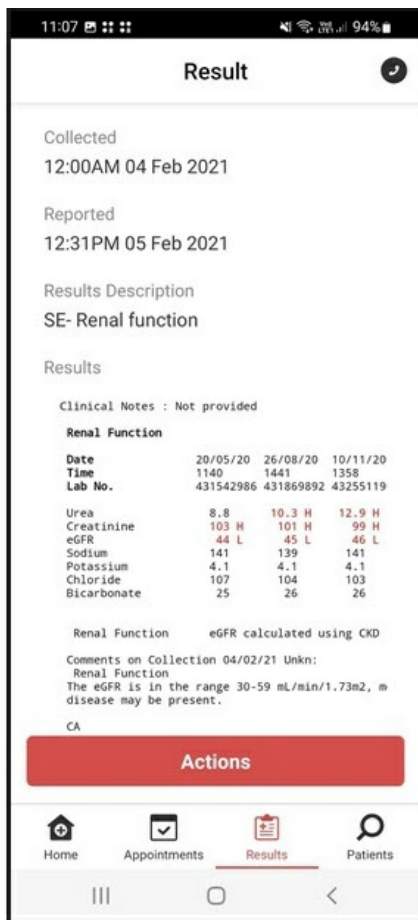 11:07 94%
Result
Collected
12:00AM 04 Feb 2021
Reported
12:31PM 05 Feb 2021
Results Description
SE- Renal function
Results
Clinical Notes : Not provided
Renal Function
Date 20/05/20 26/08/20 10/11/20
Time 1140 1441 1358
Lab No. 431542986 431869892 43255119
Urea 8.8 10.3 H 12.9 H
Creatinine 103 H 101 H 99 H
eGFR 44 L 45 L 46 L
Sodium 141 139 141
Potassium 4.1 4.1 4.1
Chloride 107 104 103
Bicarbonate 25 26 26
Renal Function eGFR calculated using CKD
Comments on Collection 04/02/21 Unkn:
Renal Function
The eGFR is in the range 30-59 mL/min/1.73m2, m
disease may be present.
CA
Actions
Home Appointments Results Patients